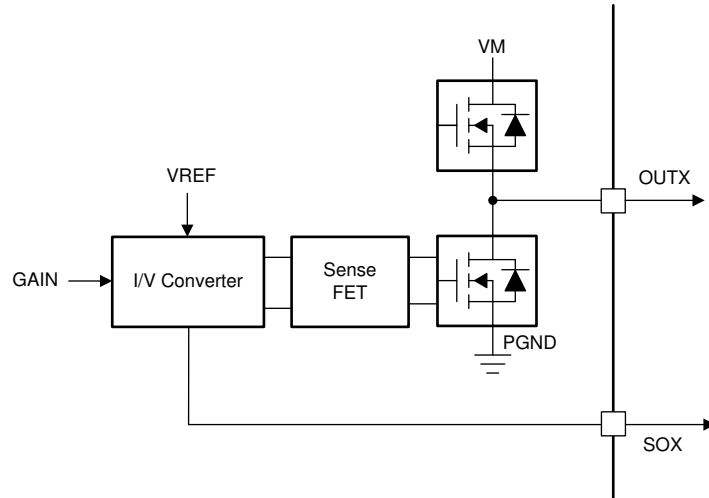 VM
OUTX
VREF
GAIN
I/V Converter
Sense
FET
PGND
SOX